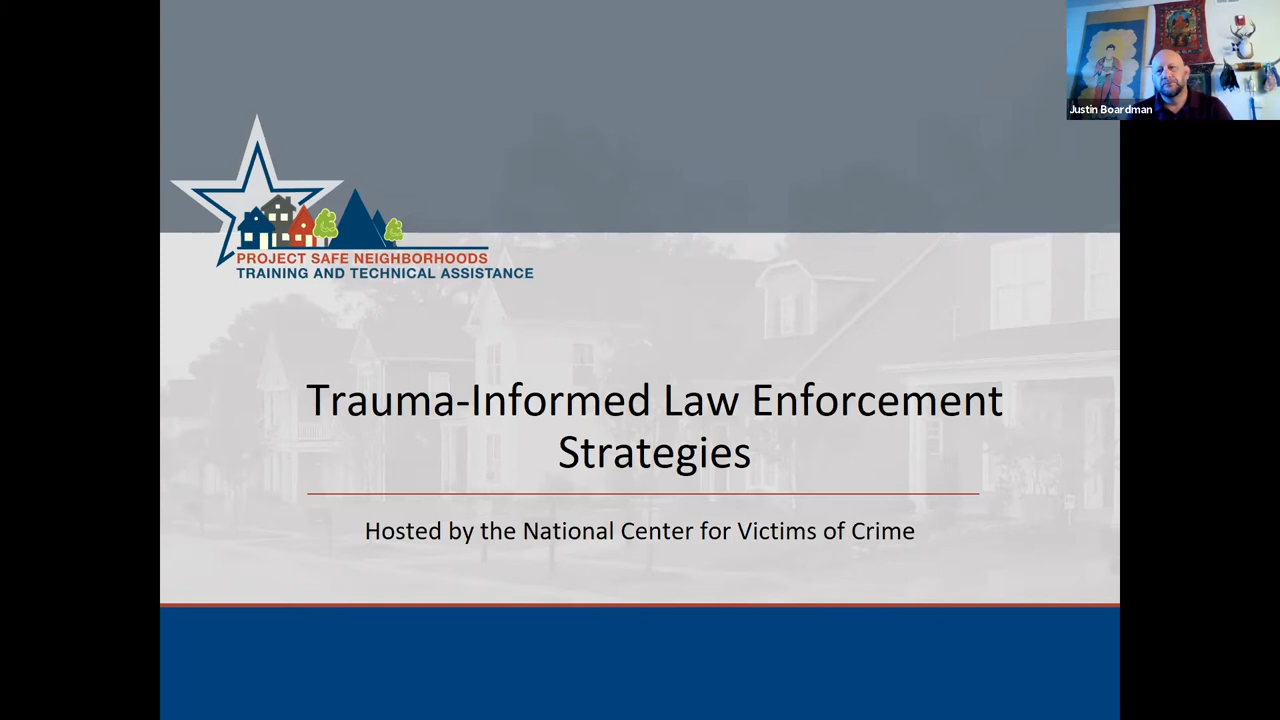 Justin Boardman
PROJECT SAFE NEIGHBORHOODS
TRAINING AND TECHNICAL ASSISTANCE
Trauma-Informed Law Enforcement
Strategies
Hosted by the National Center for Victims of Crime